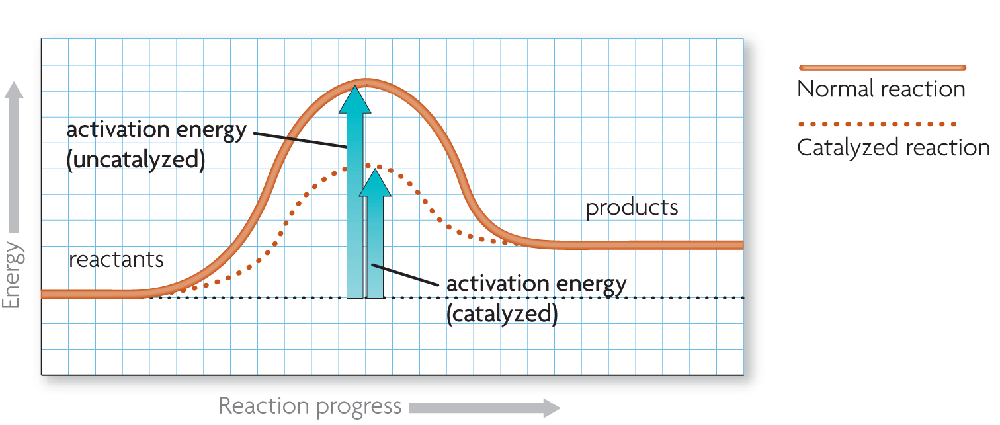 Normal reaction
Catalyzed reaction
activation energy
(uncatalyzed)
products
reactants
activation energy
(catalyzed)
Energy
Reaction progress